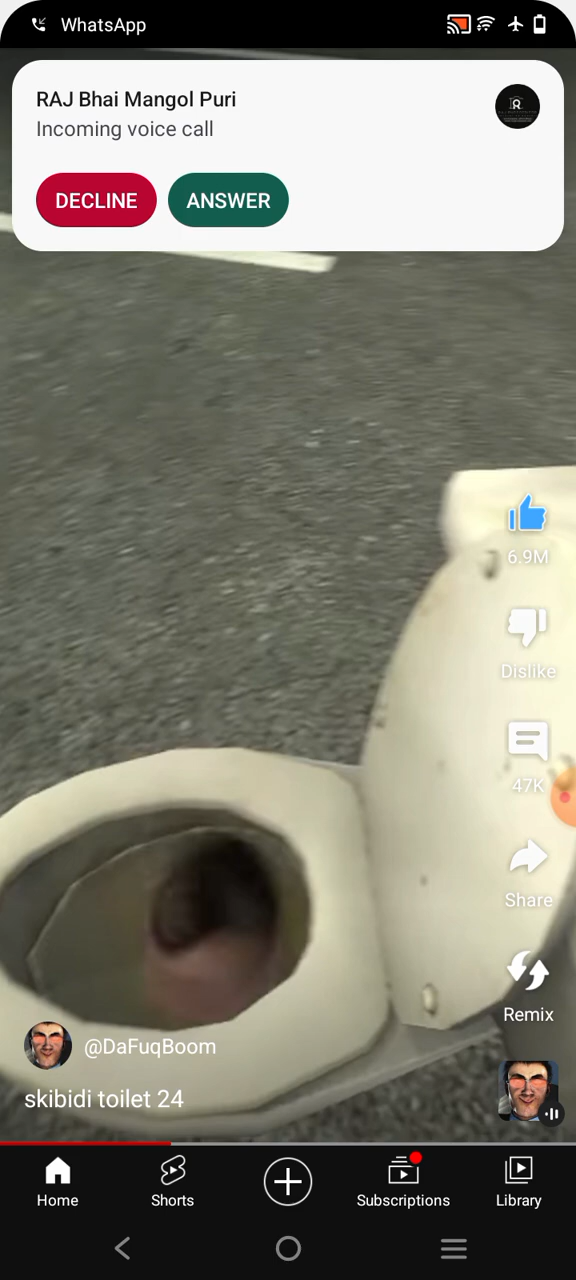 WhatsApp
RAJ Bhai Mangol Puri
Incoming voice call
DECLINE
ANSWER
6.9M
Dislike
47K
Share
Remix
@DaFuqBoom
skibidi toilet 24
Home
Shorts
Subscriptions
Library